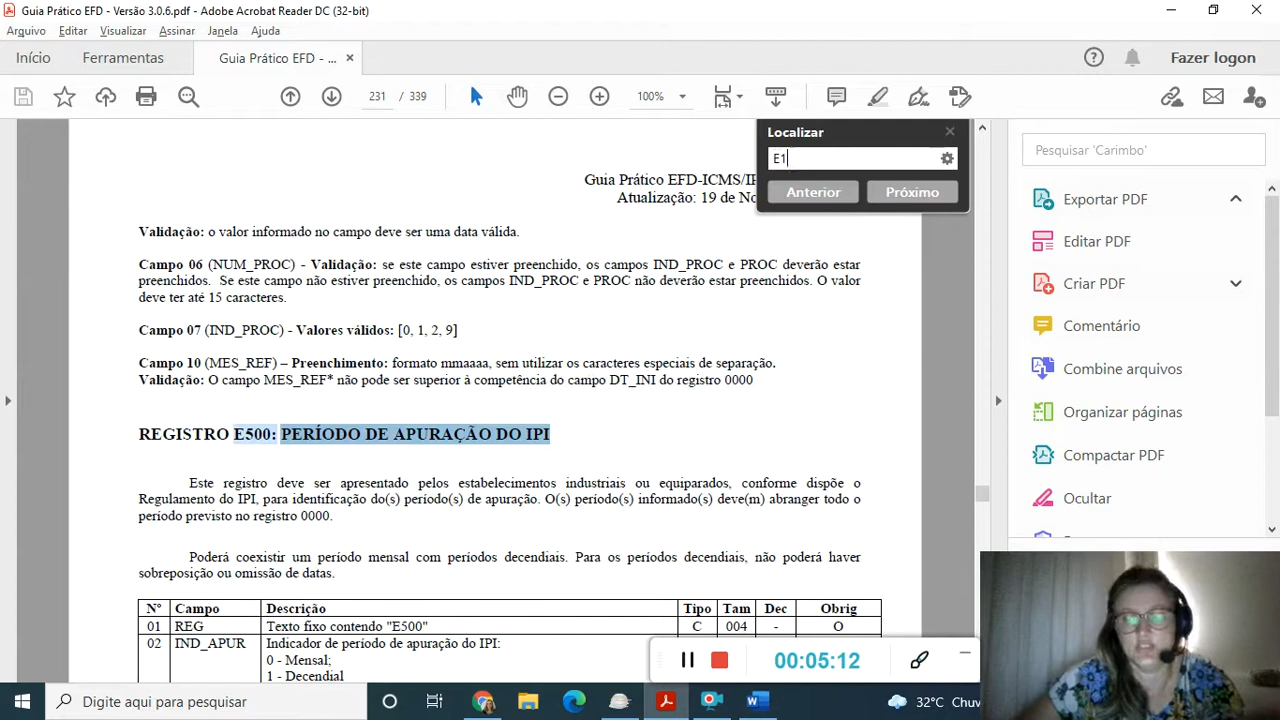 Guia Prático EFD - Versão 3.0.6.pdf - Adobe Acrobat Reader DC (32-bit)
Arquivo Editar Visualizar Assinar Janela Ajuda
Início Ferramentas Guia Prático EFD - ... Fazer logon
231 / 339 100%
Localizar
E1
Anterior Próximo
Pesquisar 'Carimbo'
Exportar PDF
Editar PDF
Criar PDF
Comentário
Combine arquivos
Organizar páginas
Compactar PDF
Ocultar
Guia Prático EFD-ICMS/IP
Atualização: 19 de No
Validação: o valor informado no campo deve ser uma data válida.
Campo 06 (NUM_PROC) - Validação: se este campo estiver preenchido, os campos IND_PROC e PROC deverão estar
preenchidos. Se este campo não estiver preenchido, os campos IND_PROC e PROC não deverão estar preenchidos. O valor
deve ter até 15 caracteres.
Campo 07 (IND_PROC) - Valores válidos: [0, 1, 2, 9]
Campo 10 (MES_REF) – Preenchimento: formato mmaaaa, sem utilizar os caracteres especiais de separação.
Validação: O campo MES_REF* não pode ser superior à competência do campo DT_INI do registro 0000
REGISTRO E500: PERÍODO DE APURAÇÃO DO IPI
Este registro deve ser apresentado pelos estabelecimentos industriais ou equiparados, conforme dispõe o
Regulamento do IPI, para identificação do(s) período(s) de apuração. O(s) período(s) informado(s) deve(m) abranger todo o
período previsto no registro 0000.
Poderá coexistir um período mensal com períodos decendiais. Para os períodos decendiais, não poderá haver
sobreposição ou omissão de datas.
Nº Campo Descrição Tipo Tam Dec Obrig
01 REG Texto fixo contendo "E500" C 004 - O
02 IND_APUR Indicador de período de apuração do IPI:
0 - Mensal;
1 - Decendial
00:05:12
Digite aqui para pesquisar
32°C Chuv